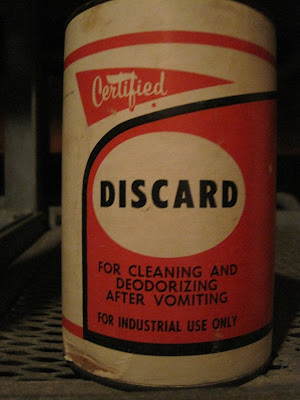 Certified
DISCARD
FOR CLEANING AND
DEODORIZING
AFTER VOMITING
FOR INDUSTRIAL USE ONLY